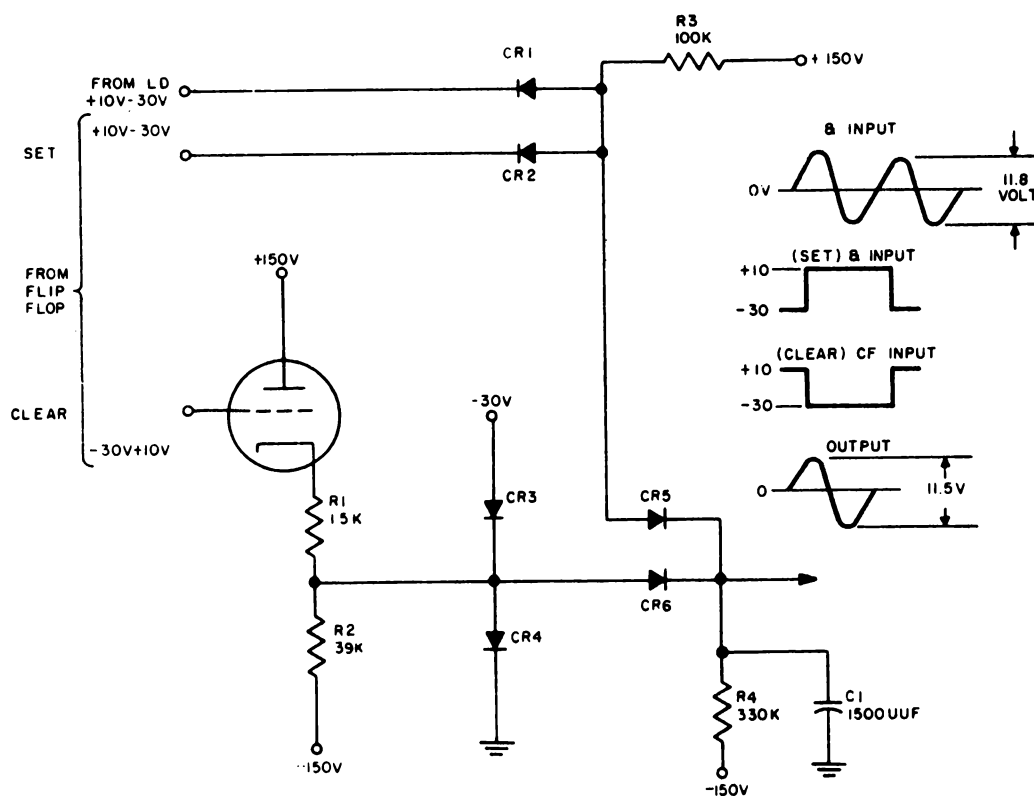 R3
100K
+150V
CR1
FROM LD
+10V-30V
+10V-30V
SET
CR2
& INPUT
0V
11.8
VOLT
+150V
FROM
FLIP
FLOP
(SET) & INPUT
+10
-30
(CLEAR) CF INPUT
+10
-30
CLEAR
-30V+10V
-30V
OUTPUT
0
11.5V
R1
15K
CR3
CR5
CR6
R2
39K
CR4
R4
330K
C1
1500UUF
-150V
-150V